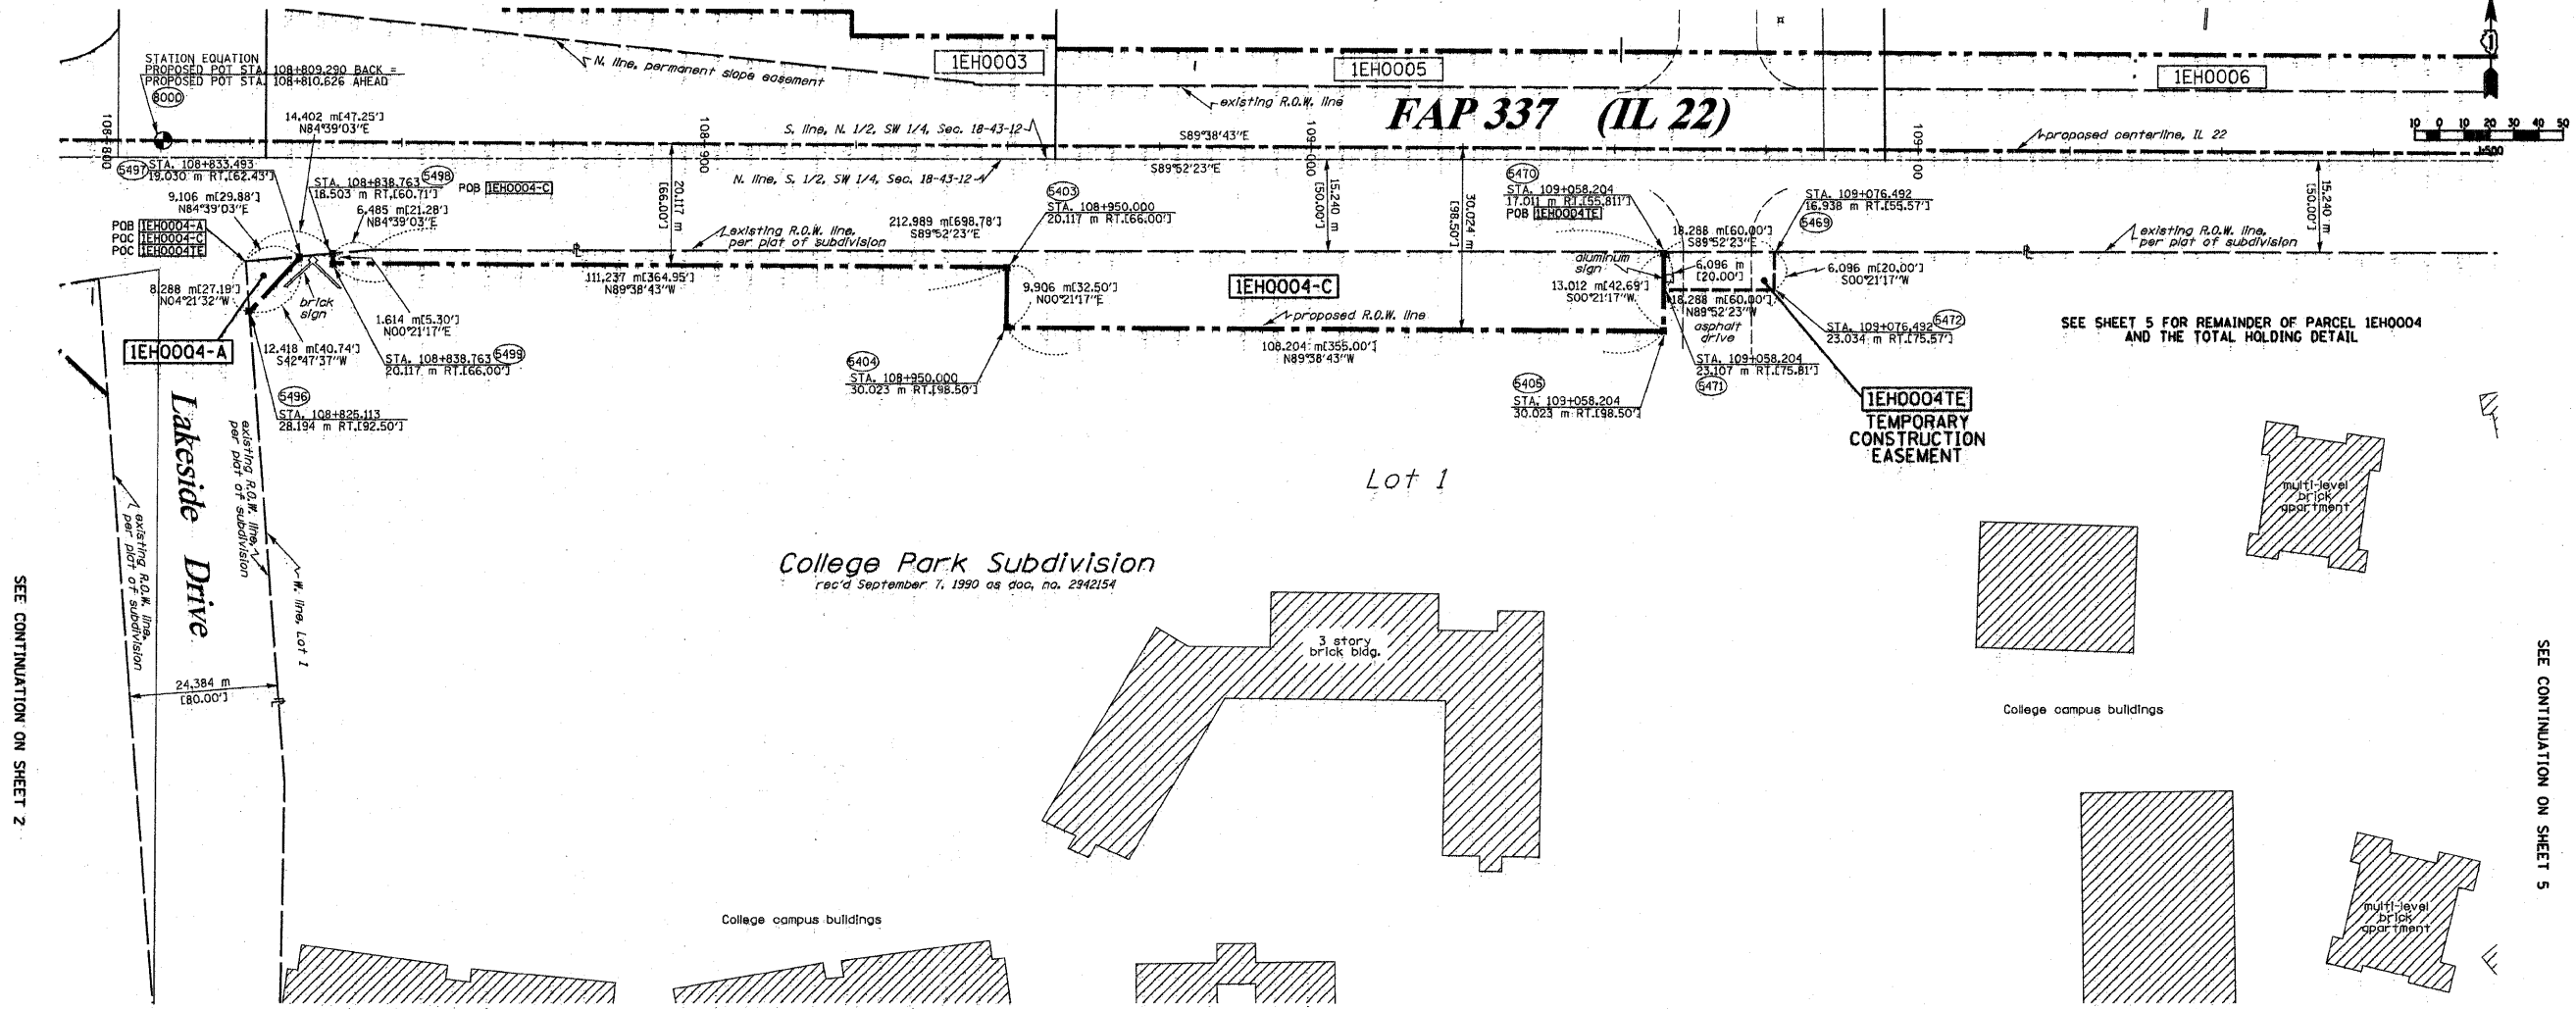 STATION EQUATION
PROPOSED POT STA. 108+809.290 BACK =
PROPOSED POT STA. 108+810.626 AHEAD
8000
N. line, permanent slope easement
1EH0003
1EH0005
1EH0006
existing R.O.W. line
FAP 337 (IL 22)
proposed centerline, IL 22
10 0 10 20 30 40 50
1:500
108+800
108+900
109+000
109+100
S. line, N. 1/2, SW 1/4, Sec. 18-43-12
N. line, S. 1/2, SW 1/4, Sec. 18-43-12
S89°38'43"E
S89°52'23"E
14.402 m[47.25']
N84°39'03"E
5497
STA. 108+833.493
19.030 m RT.[62.43']
9.106 m[29.88']
N84°39'03"E
STA. 108+838.763
5498
18.503 m RT.[60.71']
POB 1EH0004-C
6.485 m[21.28']
N84°39'03"E
POB 1EH0004-A
POC 1EH0004-C
POC 1EH0004TE
20.117 m
[66.00']
existing R.O.W. line,
per plat of subdivision
212.989 m[698.78']
S89°52'23"E
5403
STA. 108+950.000
20.117 m RT.[66.00']
15.240 m
[50.00']
30.024 m
[98.50']
5470
STA. 109+058.204
17.011 m RT.[55.811']
POB 1EH0004TE
18.288 m[60.00']
S89°52'23"E
STA. 109+076.492
16.938 m RT.[55.57']
5469
existing R.O.W. line,
per plat of subdivision
15.240 m
[50.00']
8.288 m[27.19']
N04°21'32"W
brick
sign
111.237 m[364.95']
N89°38'43"W
9.906 m[32.50']
N00°21'17"E
1EH0004-C
aluminum
sign
6.096 m
[20.00']
13.012 m[42.69']
S00°21'17"W
18.288 m[60.00']
N89°52'23"W
6.096 m[20.00']
S00°21'17"W
1.614 m[5.30']
N00°21'17"E
proposed R.O.W. line
asphalt
drive
STA. 109+076.492
5472
23.034 m RT.[75.57']
SEE SHEET 5 FOR REMAINDER OF PARCEL 1EH0004
AND THE TOTAL HOLDING DETAIL
1EH0004-A
12.418 m[40.74']
S42°47'37"W
STA. 108+838.763
5499
20.117 m RT.[66.00']
5404
STA. 108+950.000
30.023 m RT.[98.50']
108.204 m[355.00']
N89°38'43"W
STA. 109+058.204
23.107 m RT.[75.81']
5471
5405
STA. 109+058.204
30.023 m RT.[98.50']
5496
STA. 108+825.113
28.194 m RT.[92.50']
1EH0004TE
TEMPORARY
CONSTRUCTION
EASEMENT
Lakeside Drive
existing R.O.W. line,
per plat of subdivision
existing R.O.W. line,
per plat of subdivision
W. line, Lot 1
24.384 m
[80.00']
Lot 1
College Park Subdivision
rec'd September 7, 1990 as doc. no. 2942154
3 story
brick bldg.
multi-level
brick
apartment
College campus buildings
College campus buildings
multi-level
brick
apartment
SEE CONTINUATION ON SHEET 2
SEE CONTINUATION ON SHEET 5